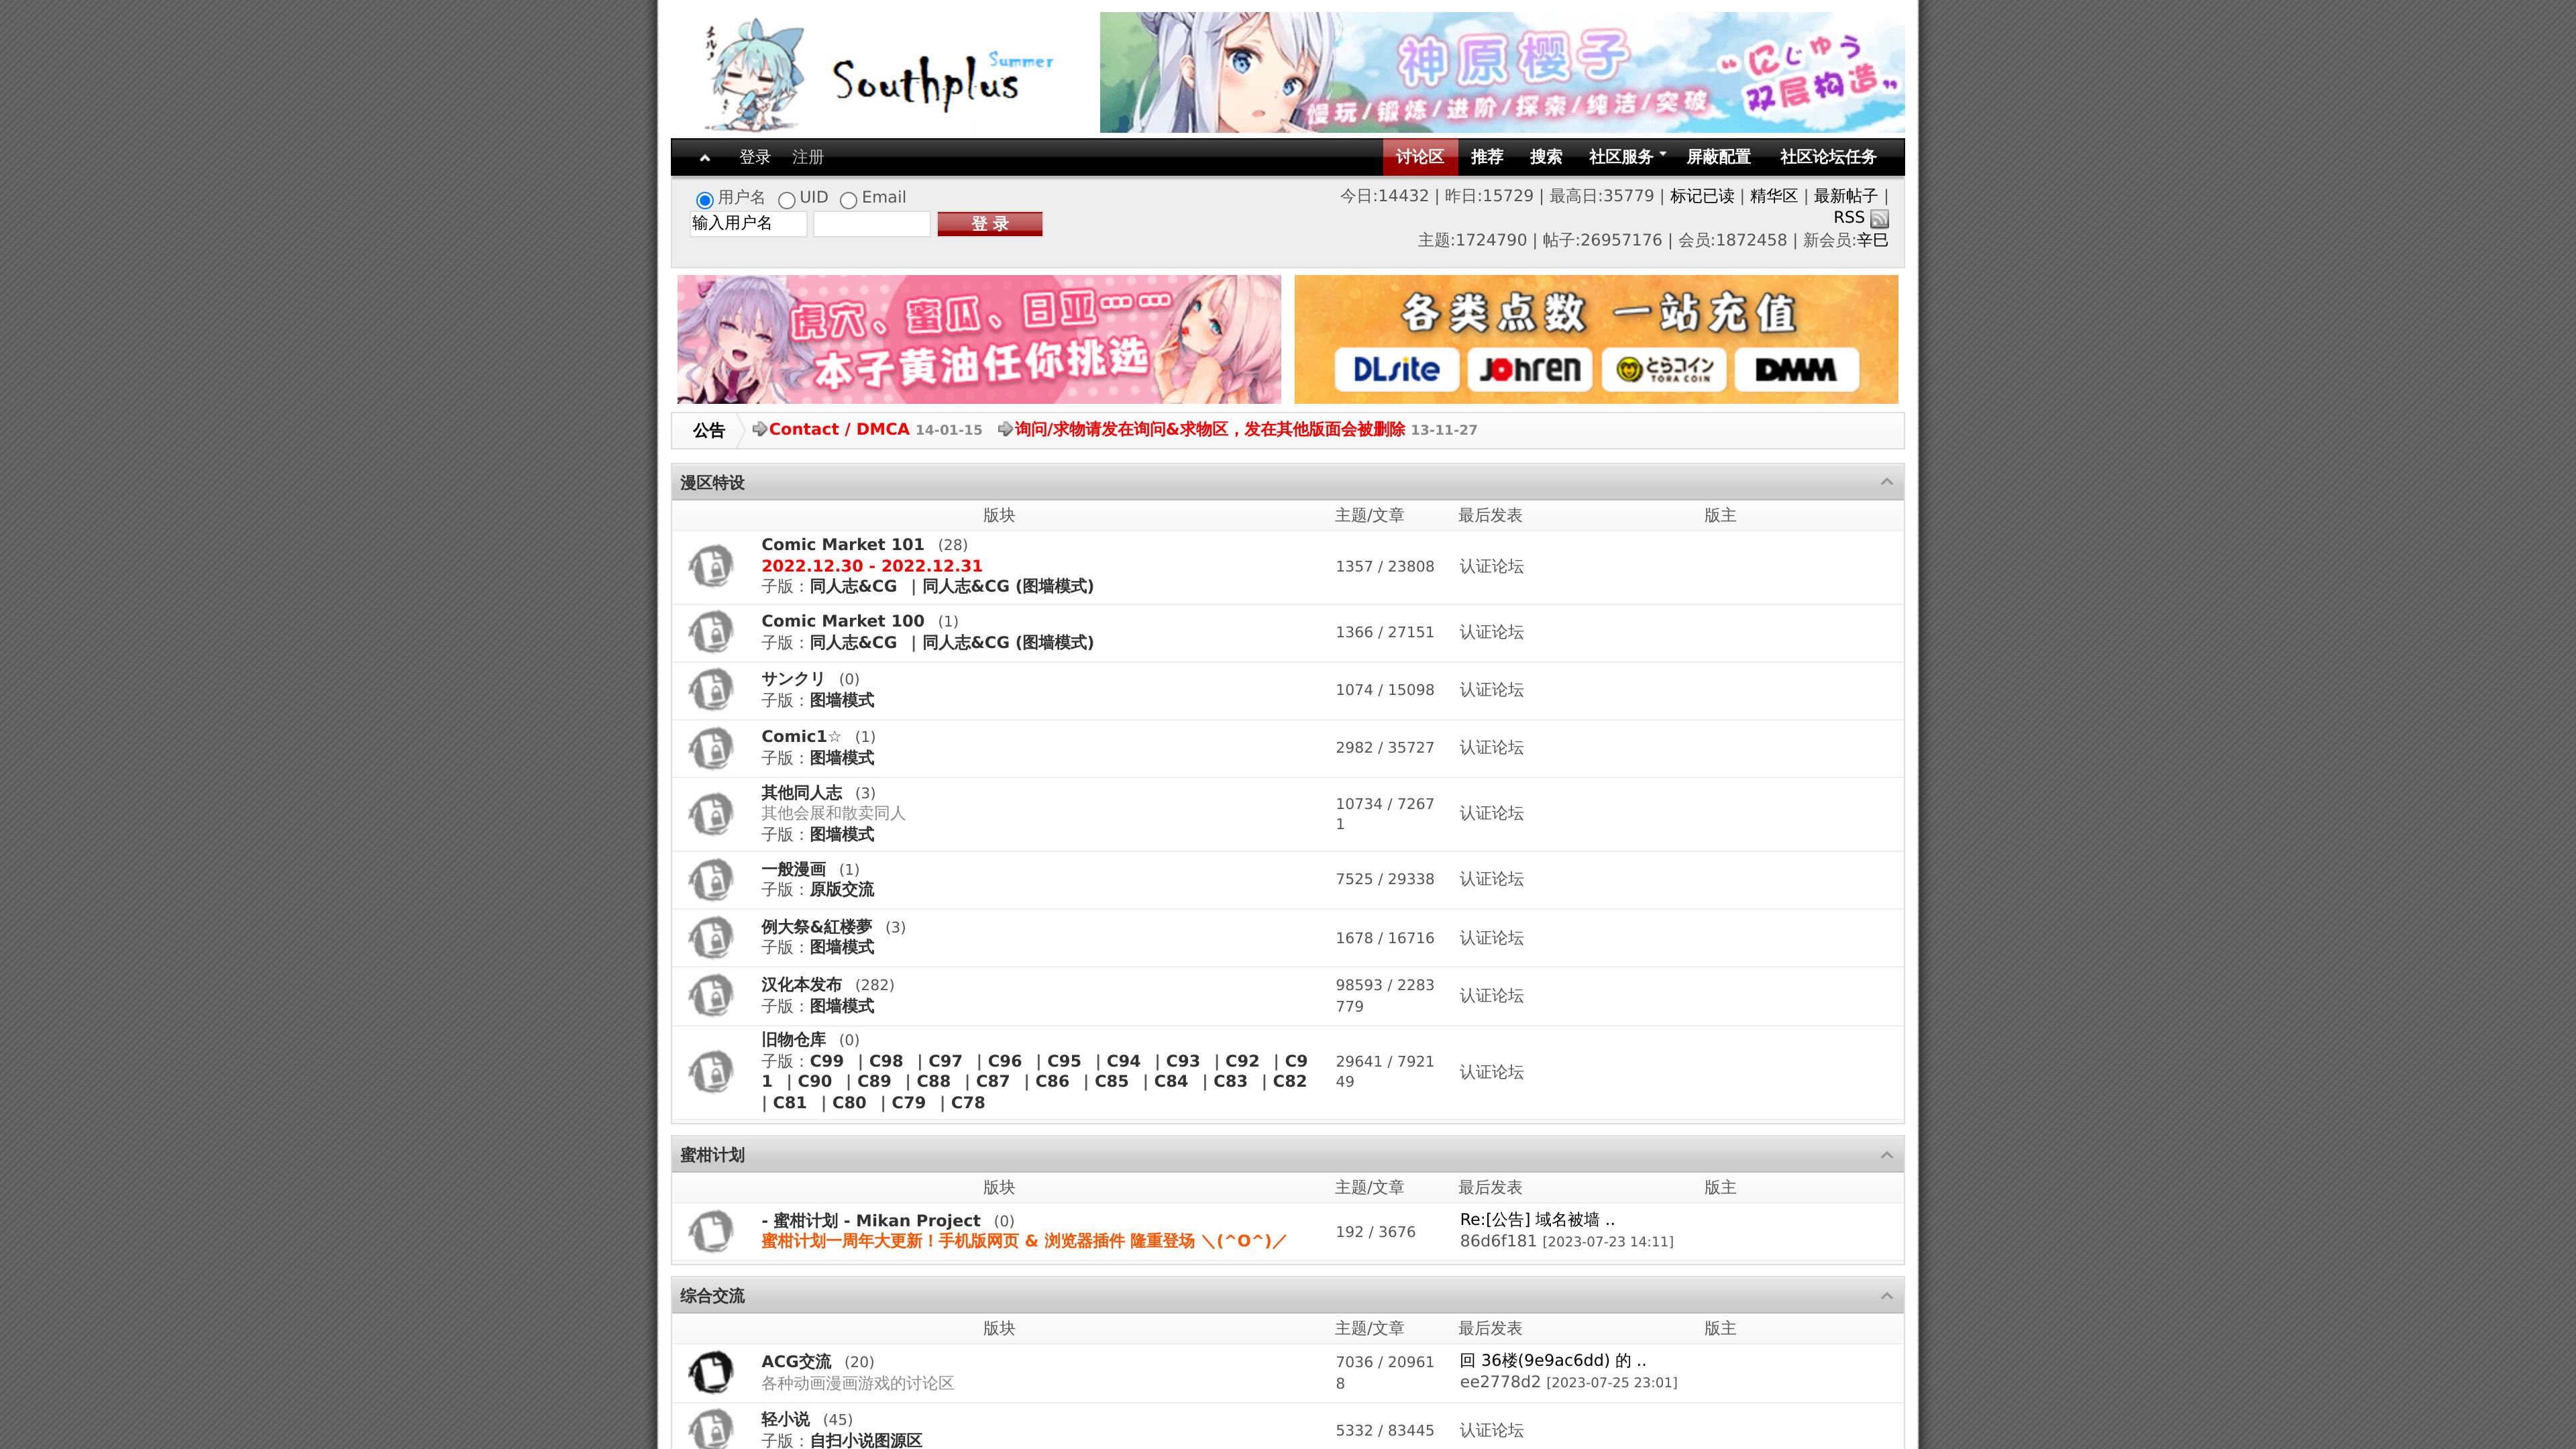 チルノ
Summer
Southplus
神原樱子
慢玩/锻炼/进阶/探索/纯洁/突破
“にじゆう
双层构造”
登录 注册
讨论区 推荐 搜索 社区服务 屏蔽配置 社区论坛任务
用户名 UID Email
输入用户名 登 录
今日:14432 | 昨日:15729 | 最高日:35779 | 标记已读 | 精华区 | 最新帖子 |
RSS
主题:1724790 | 帖子:26957176 | 会员:1872458 | 新会员:辛巳
虎穴、蜜瓜、日亚……
本子黄油任你挑选
各类点数 一站充值
DLsite Johren とらコイン TORA COIN DMM
公告 Contact / DMCA 14-01-15 询问/求物请发在询问&求物区，发在其他版面会被删除 13-11-27
漫区特设
版块 主题/文章 最后发表 版主
Comic Market 101 (28)
2022.12.30 - 2022.12.31
子版：同人志&CG | 同人志&CG (图墙模式)
1357 / 23808 认证论坛
Comic Market 100 (1)
子版：同人志&CG | 同人志&CG (图墙模式)
1366 / 27151 认证论坛
サンクリ (0)
子版：图墙模式
1074 / 15098 认证论坛
Comic1☆ (1)
子版：图墙模式
2982 / 35727 认证论坛
其他同人志 (3)
其他会展和散卖同人
子版：图墙模式
10734 / 7267
1
认证论坛
一般漫画 (1)
子版：原版交流
7525 / 29338 认证论坛
例大祭&紅楼夢 (3)
子版：图墙模式
1678 / 16716 认证论坛
汉化本发布 (282)
子版：图墙模式
98593 / 2283
779
认证论坛
旧物仓库 (0)
子版：C99 | C98 | C97 | C96 | C95 | C94 | C93 | C92 | C9
1 | C90 | C89 | C88 | C87 | C86 | C85 | C84 | C83 | C82
| C81 | C80 | C79 | C78
29641 / 7921
49
认证论坛
蜜柑计划
版块 主题/文章 最后发表 版主
- 蜜柑计划 - Mikan Project (0)
蜜柑计划一周年大更新！手机版网页 & 浏览器插件 隆重登场 ＼(^O^)／
192 / 3676
Re:[公告] 域名被墙 ..
86d6f181 [2023-07-23 14:11]
综合交流
版块 主题/文章 最后发表 版主
ACG交流 (20)
各种动画漫画游戏的讨论区
7036 / 20961
8
回 36楼(9e9ac6dd) 的 ..
ee2778d2 [2023-07-25 23:01]
轻小说 (45)
子版：自扫小说图源区
5332 / 83445 认证论坛